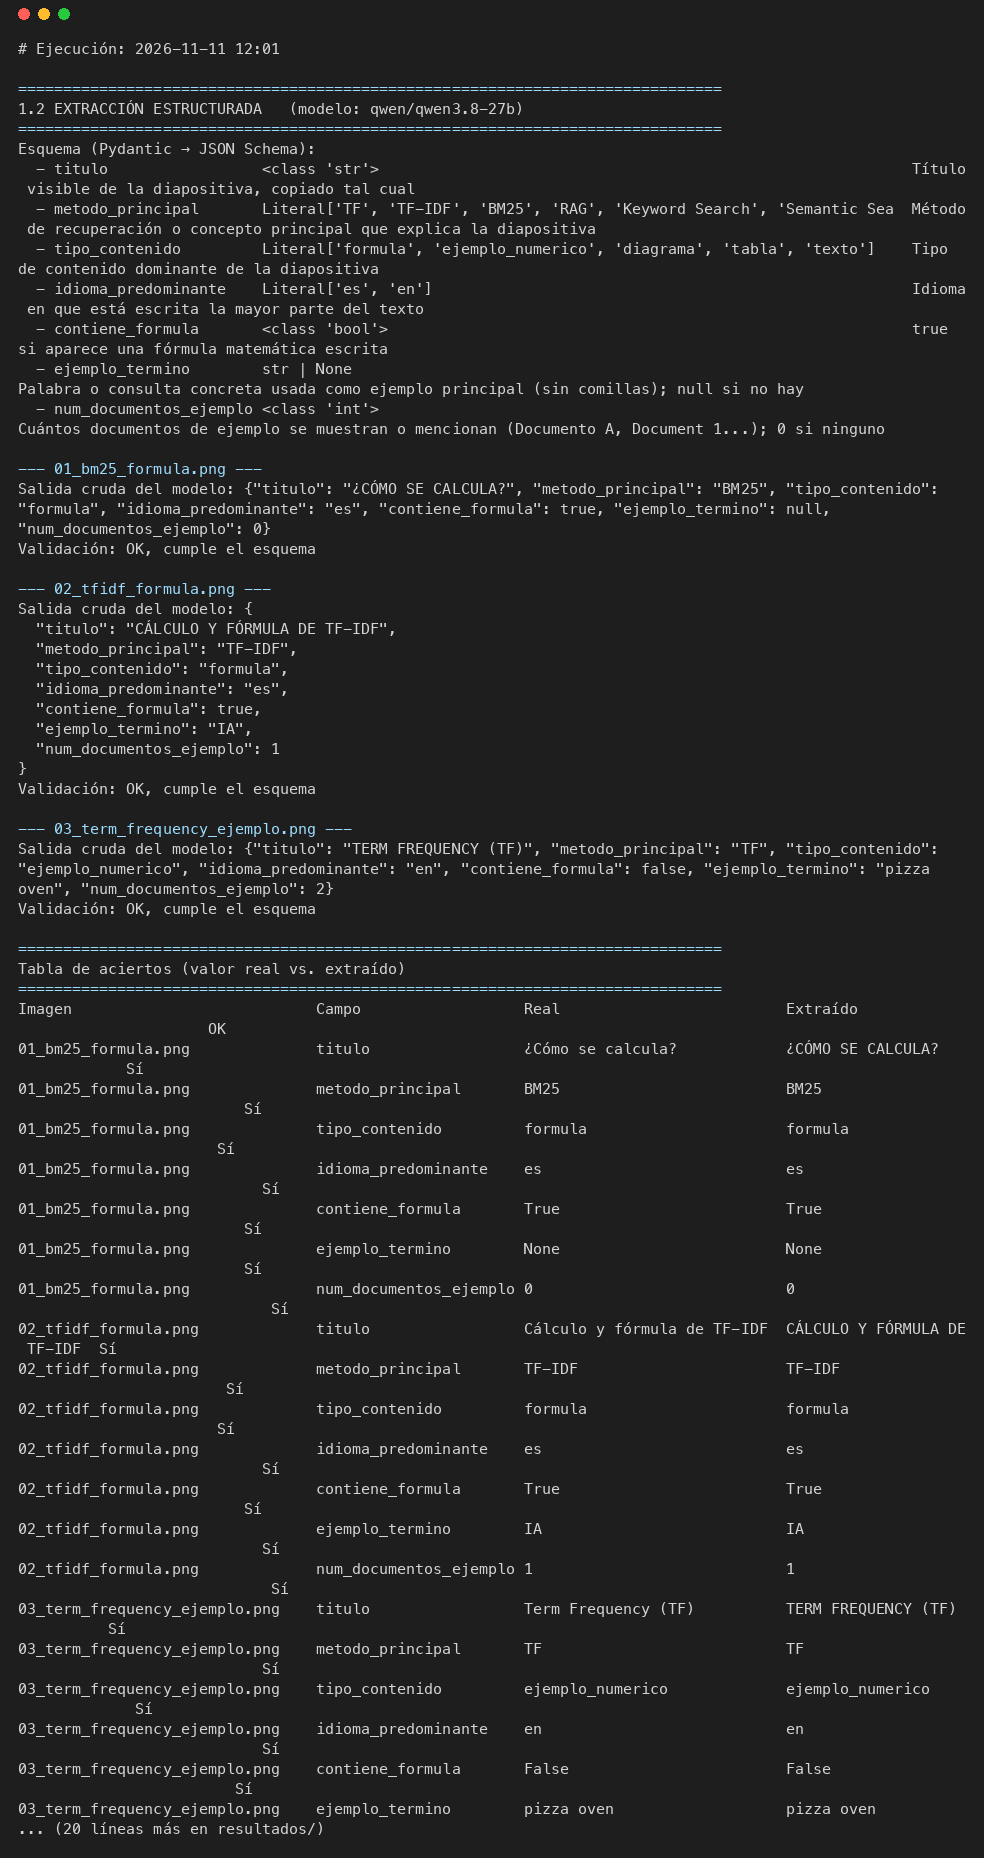 # Ejecución: 2026-11-11 12:01
==============================================================================
1.2 EXTRACCIÓN ESTRUCTURADA   (modelo: qwen/qwen3.8-27b)
==============================================================================
Esquema (Pydantic → JSON Schema):
  - titulo                 <class 'str'>                                                           Título
 visible de la diapositiva, copiado tal cual
  - metodo_principal       Literal['TF', 'TF-IDF', 'BM25', 'RAG', 'Keyword Search', 'Semantic Sea  Método
 de recuperación o concepto principal que explica la diapositiva
  - tipo_contenido         Literal['formula', 'ejemplo_numerico', 'diagrama', 'tabla', 'texto']    Tipo
de contenido dominante de la diapositiva
  - idioma_predominante    Literal['es', 'en']                                                     Idioma
 en que está escrita la mayor parte del texto
  - contiene_formula       <class 'bool'>                                                          true
si aparece una fórmula matemática escrita
  - ejemplo_termino        str | None
Palabra o consulta concreta usada como ejemplo principal (sin comillas); null si no hay
  - num_documentos_ejemplo <class 'int'>
Cuántos documentos de ejemplo se muestran o mencionan (Documento A, Document 1...); 0 si ninguno
--- 01_bm25_formula.png ---
Salida cruda del modelo: {"titulo": "¿CÓMO SE CALCULA?", "metodo_principal": "BM25", "tipo_contenido":
"formula", "idioma_predominante": "es", "contiene_formula": true, "ejemplo_termino": null,
"num_documentos_ejemplo": 0}
Validación: OK, cumple el esquema
--- 02_tfidf_formula.png ---
Salida cruda del modelo: {
  "titulo": "CÁLCULO Y FÓRMULA DE TF-IDF",
  "metodo_principal": "TF-IDF",
  "tipo_contenido": "formula",
  "idioma_predominante": "es",
  "contiene_formula": true,
  "ejemplo_termino": "IA",
  "num_documentos_ejemplo": 1
}
Validación: OK, cumple el esquema
--- 03_term_frequency_ejemplo.png ---
Salida cruda del modelo: {"titulo": "TERM FREQUENCY (TF)", "metodo_principal": "TF", "tipo_contenido":
"ejemplo_numerico", "idioma_predominante": "en", "contiene_formula": false, "ejemplo_termino": "pizza
oven", "num_documentos_ejemplo": 2}
Validación: OK, cumple el esquema
==============================================================================
Tabla de aciertos (valor real vs. extraído)
==============================================================================
Imagen                           Campo                  Real                         Extraído
                     OK
01_bm25_formula.png              titulo                 ¿Cómo se calcula?            ¿CÓMO SE CALCULA?
            Sí
01_bm25_formula.png              metodo_principal       BM25                         BM25
                         Sí
01_bm25_formula.png              tipo_contenido         formula                      formula
                      Sí
01_bm25_formula.png              idioma_predominante    es                           es
                           Sí
01_bm25_formula.png              contiene_formula       True                         True
                         Sí
01_bm25_formula.png              ejemplo_termino        None                         None
                         Sí
01_bm25_formula.png              num_documentos_ejemplo 0                            0
                            Sí
02_tfidf_formula.png             titulo                 Cálculo y fórmula de TF-IDF  CÁLCULO Y FÓRMULA DE
 TF-IDF  Sí
02_tfidf_formula.png             metodo_principal       TF-IDF                       TF-IDF
                       Sí
02_tfidf_formula.png             tipo_contenido         formula                      formula
                      Sí
02_tfidf_formula.png             idioma_predominante    es                           es
                           Sí
02_tfidf_formula.png             contiene_formula       True                         True
                         Sí
02_tfidf_formula.png             ejemplo_termino        IA                           IA
                           Sí
02_tfidf_formula.png             num_documentos_ejemplo 1                            1
                            Sí
03_term_frequency_ejemplo.png    titulo                 Term Frequency (TF)          TERM FREQUENCY (TF)
          Sí
03_term_frequency_ejemplo.png    metodo_principal       TF                           TF
                           Sí
03_term_frequency_ejemplo.png    tipo_contenido         ejemplo_numerico             ejemplo_numerico
             Sí
03_term_frequency_ejemplo.png    idioma_predominante    en                           en
                           Sí
03_term_frequency_ejemplo.png    contiene_formula       False                        False
                        Sí
03_term_frequency_ejemplo.png    ejemplo_termino        pizza oven                   pizza oven
... (20 líneas más en resultados/)